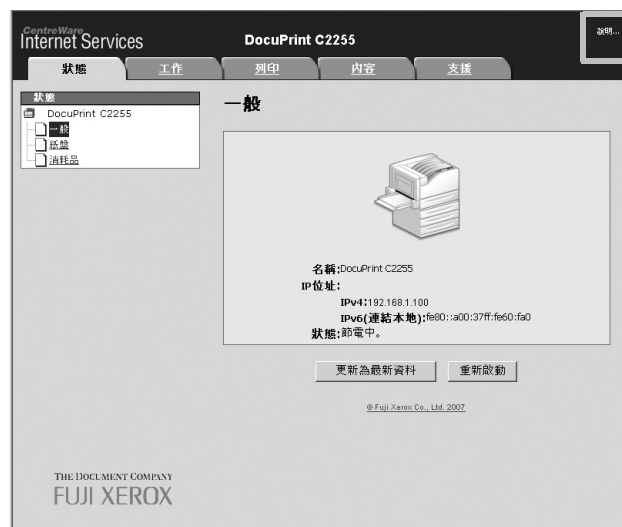 CentreWare
Internet Services
DocuPrint C2255
說明...
狀態 工作 列印 內容 支援
狀態
DocuPrint C2255
一般
紙盤
消耗品
一般
名稱:DocuPrint C2255
IP位址:
IPv4:192.168.1.100
IPv6(連結本地):fe80::a00:37ff:fe60:fa0
狀態:節電中。
更新為最新資料 重新啟動
© Fuji Xerox Co., Ltd. 2007
THE DOCUMENT COMPANY
FUJI XEROX